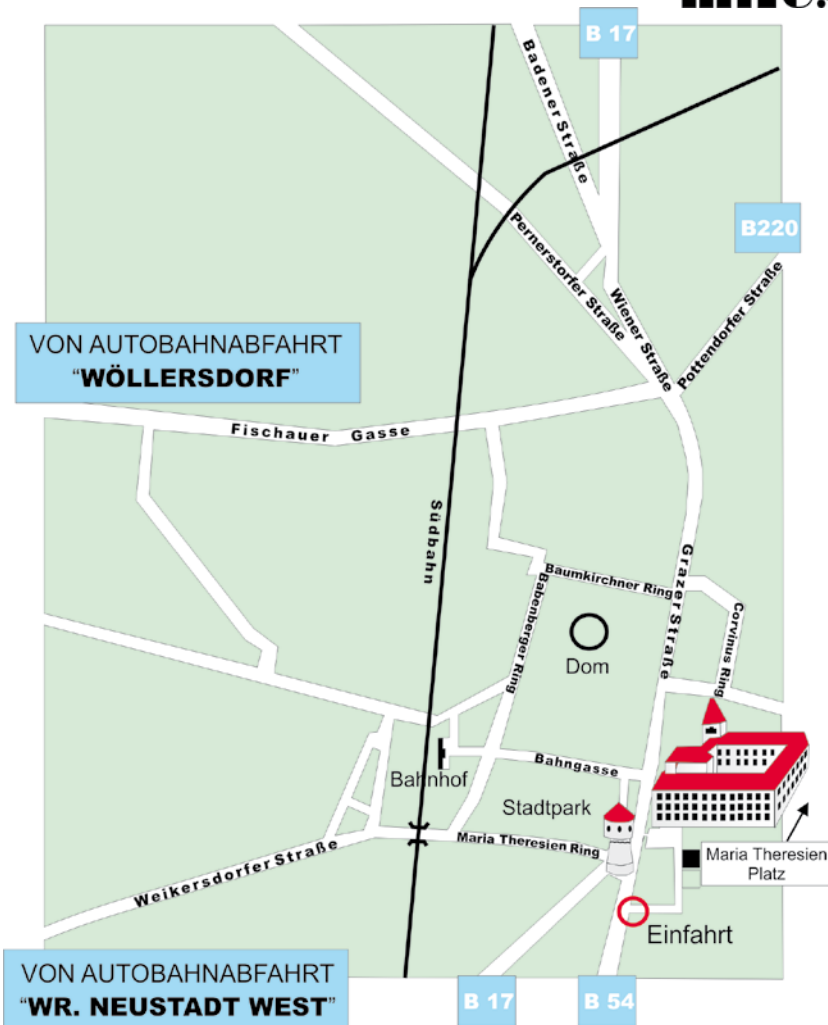 B 17
Badener Straße
B220
Pernerstorfer Straße
Wiener Straße
Pottendorfer Straße
VON AUTOBAHNABFAHRT
"WÖLLERSDORF"
Fischauer Gasse
Südbahn
Grazer Straße
Baumkirchner Ring
Babenberger Ring
Corvinus Ring
Dom
Bahngasse
Bahnhof
Stadtpark
Maria Theresien Ring
Weikersdorfer Straße
Maria Theresien
Platz
Einfahrt
VON AUTOBAHNABFAHRT
"WR. NEUSTADT WEST"
B 17
B 54